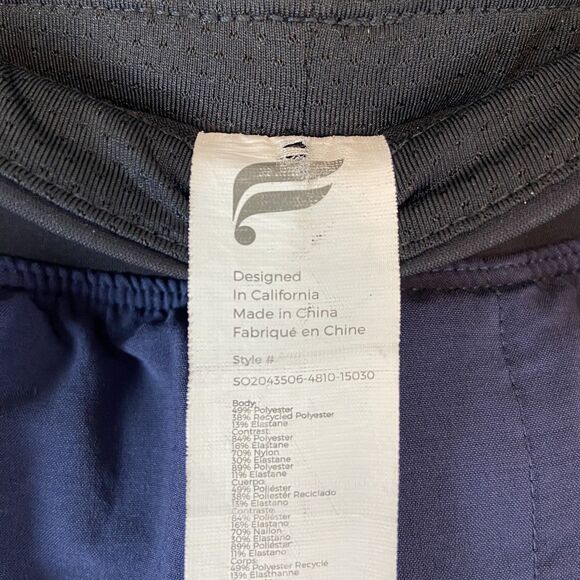 Designed
In California
Made in China
Fabriqué en Chine
Style #
SO2043506-4810-15030
Body:
49% Polyester
38% Recycled Polyester
13% Elastane
Contrast:
84% Polyester
16% Elastane
70% Nylon
30% Elastane
89% Polyester
11% Elastane
Cuerpo:
49% Poliéster
38% Poliéster Reciclado
13% Elastano
Contraste:
84% Poliéster
16% Elastano
70% Nailon
30% Elastano
89% Poliéster
11% Elastano
Corps:
49% Polyester Recyclé
13% Élasthanne